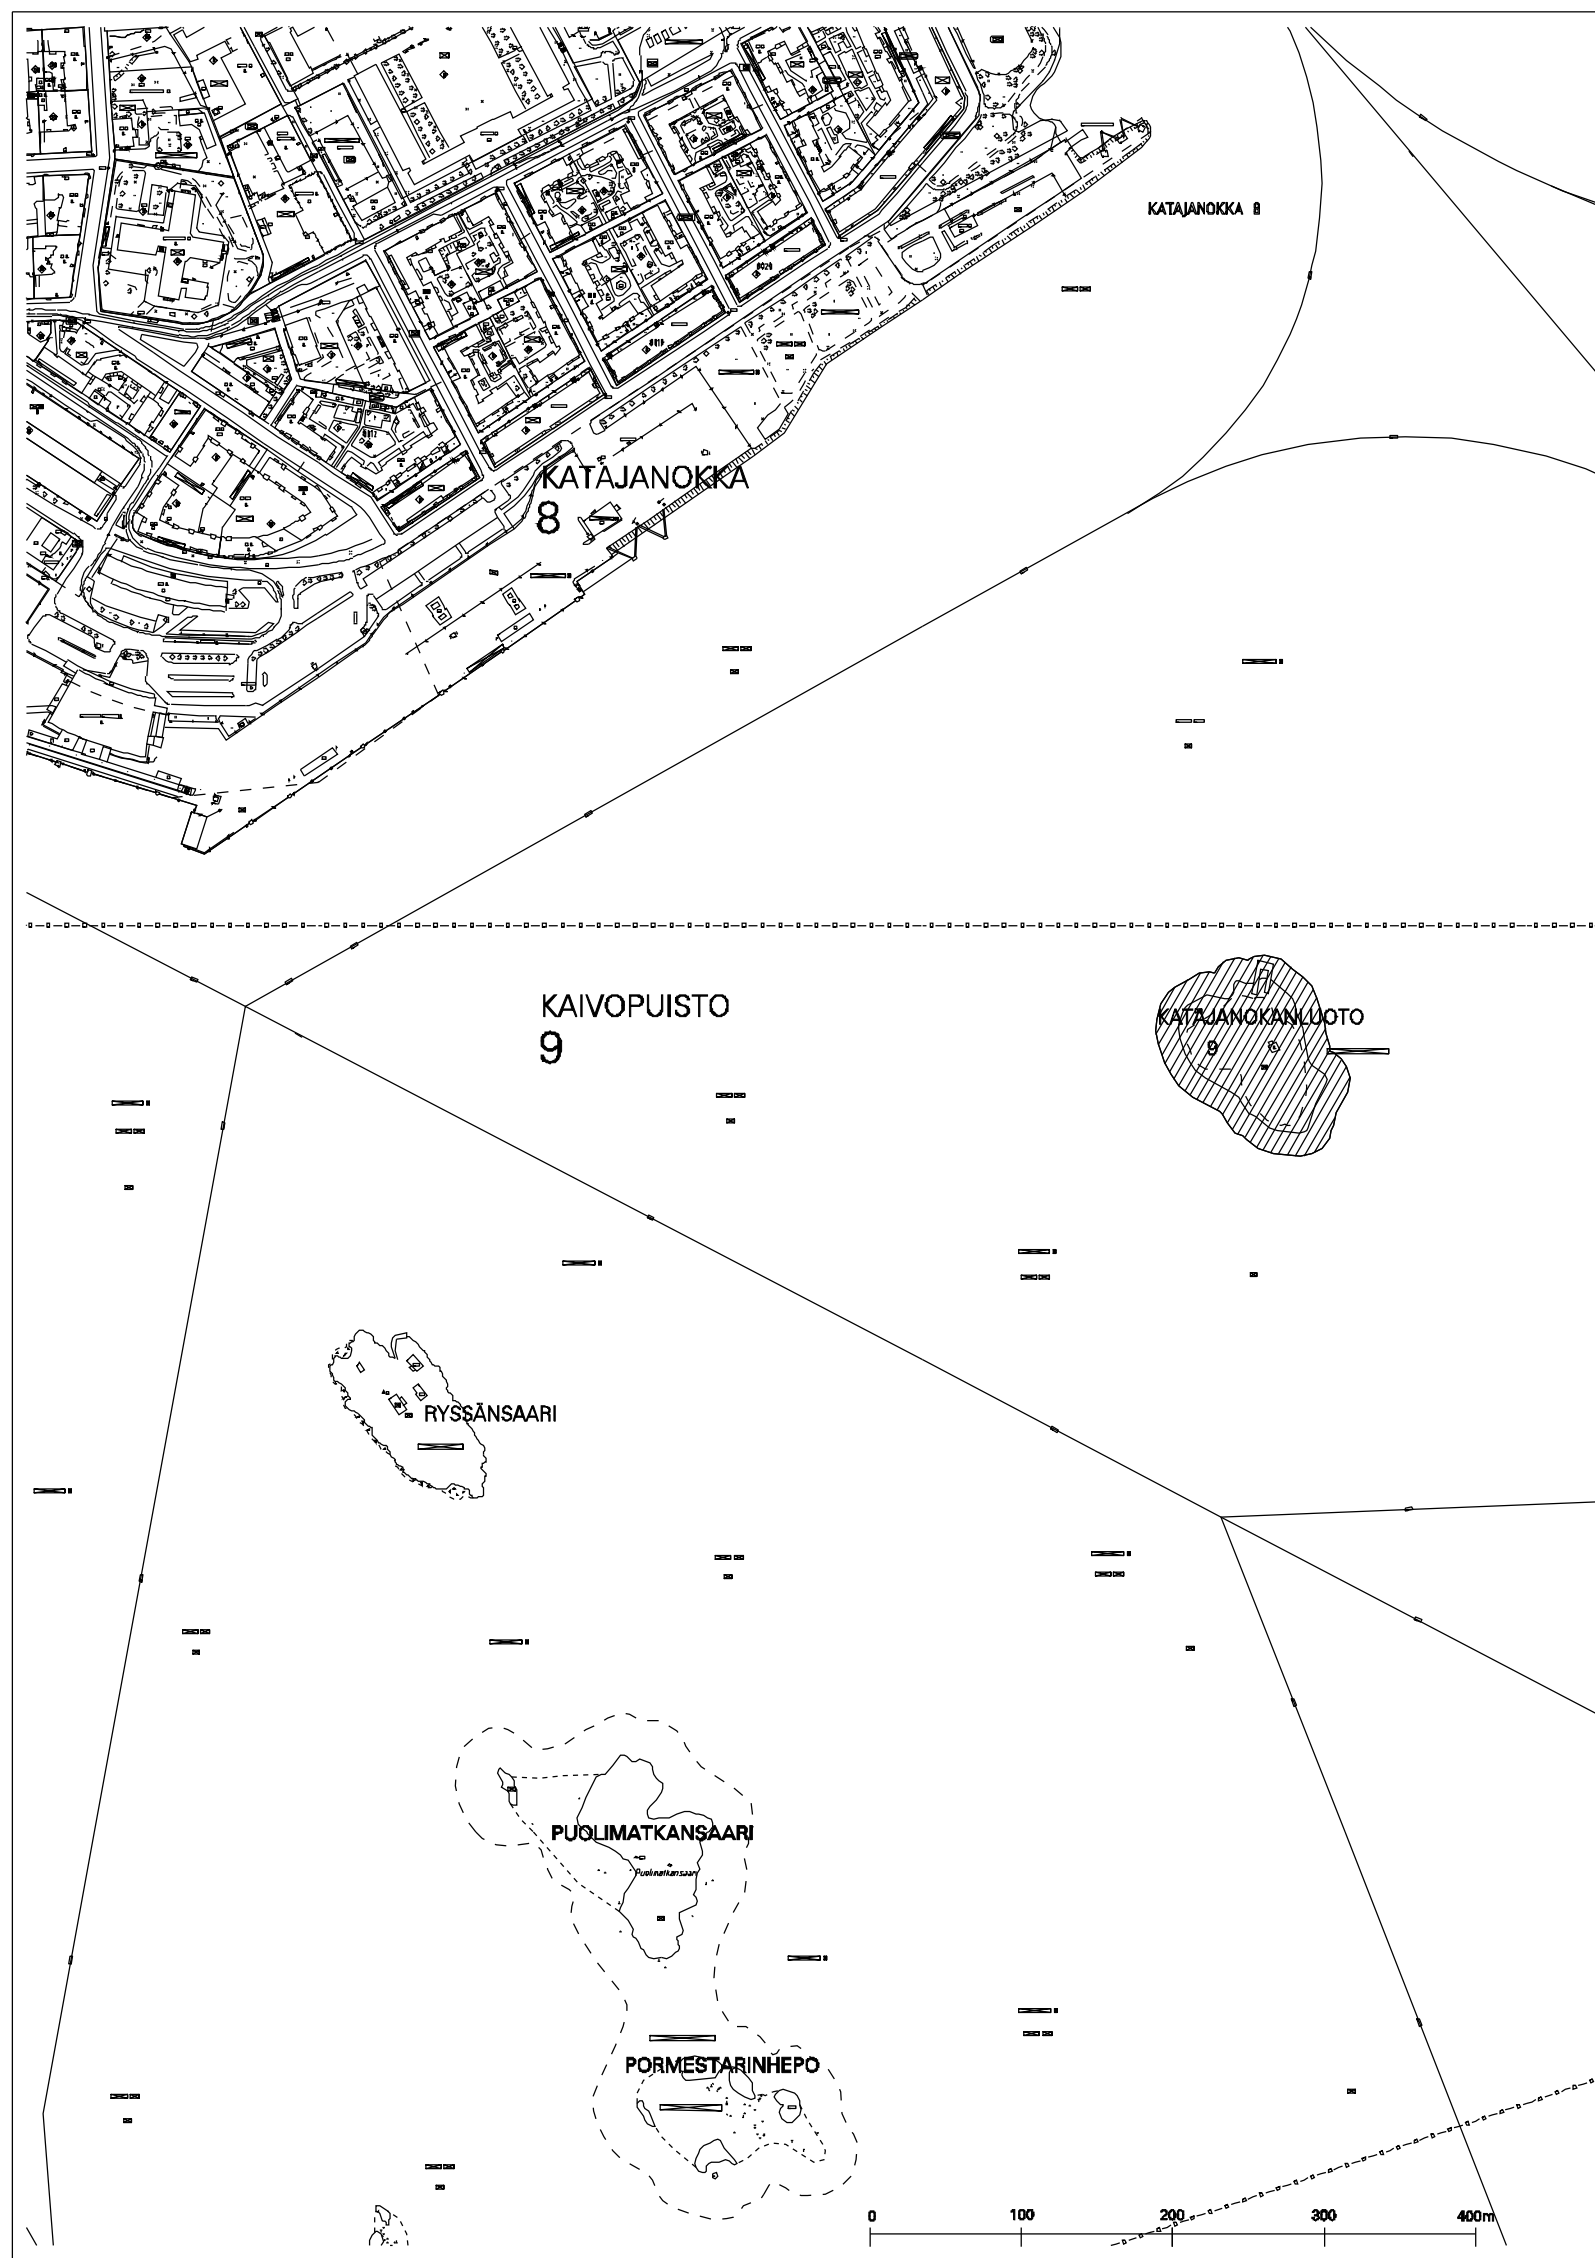 KATAJANOKKA 8
KATAJANOKKA
8
KAIVOPUISTO
9
KATAJANOKANLUOTO
9
RYSSÄNSAARI
PUOLIMATKANSAARI
Puolimatkansaari
PORMESTARINHEPO
0 100 200 300 400m